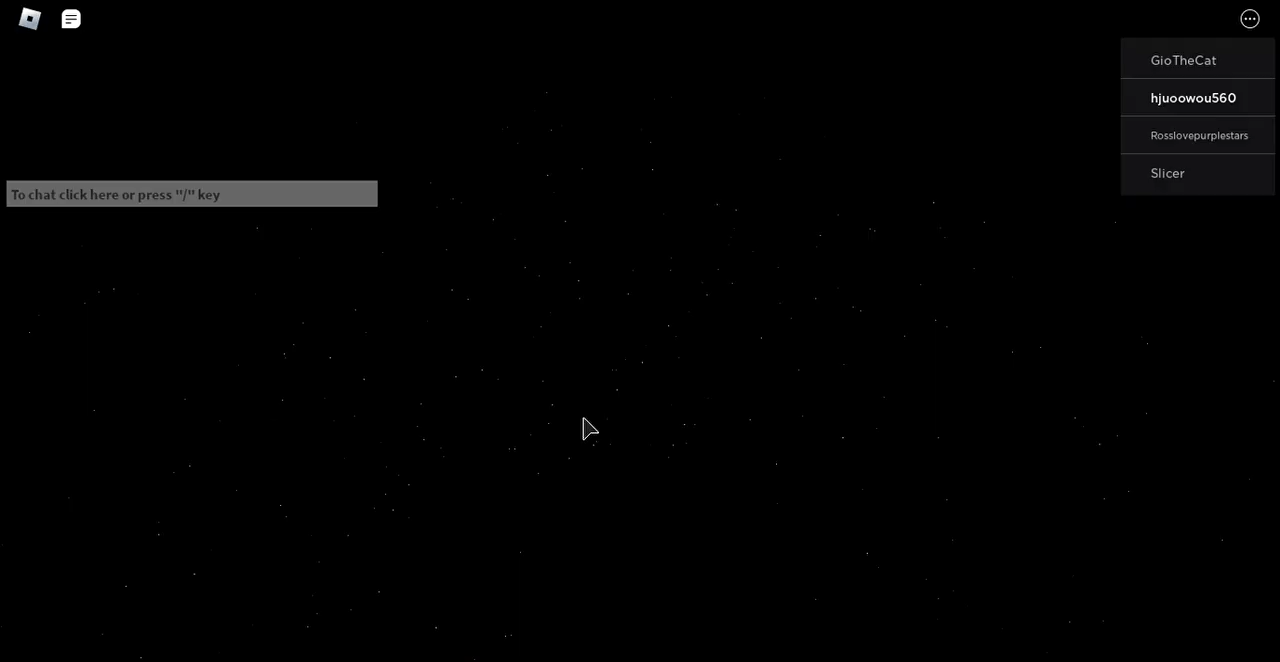 GioTheCat
hjuoowou560
Rosslovepurplestars
Slicer
To chat click here or press "/" key